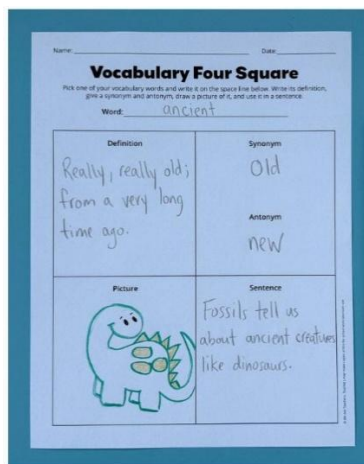 Name: Date:
Vocabulary Four Square
Pick one of your vocabulary words and write it on the space line below. Write its definition,
give a synonym and antonym, draw a picture of it, and use it in a sentence.
Word: ancient
Definition
Really, really old;
from a very long
time ago.
Synonym
Old
Antonym
new
Picture
Sentence
Fossils tell us
about ancient creatures
like dinosaurs.